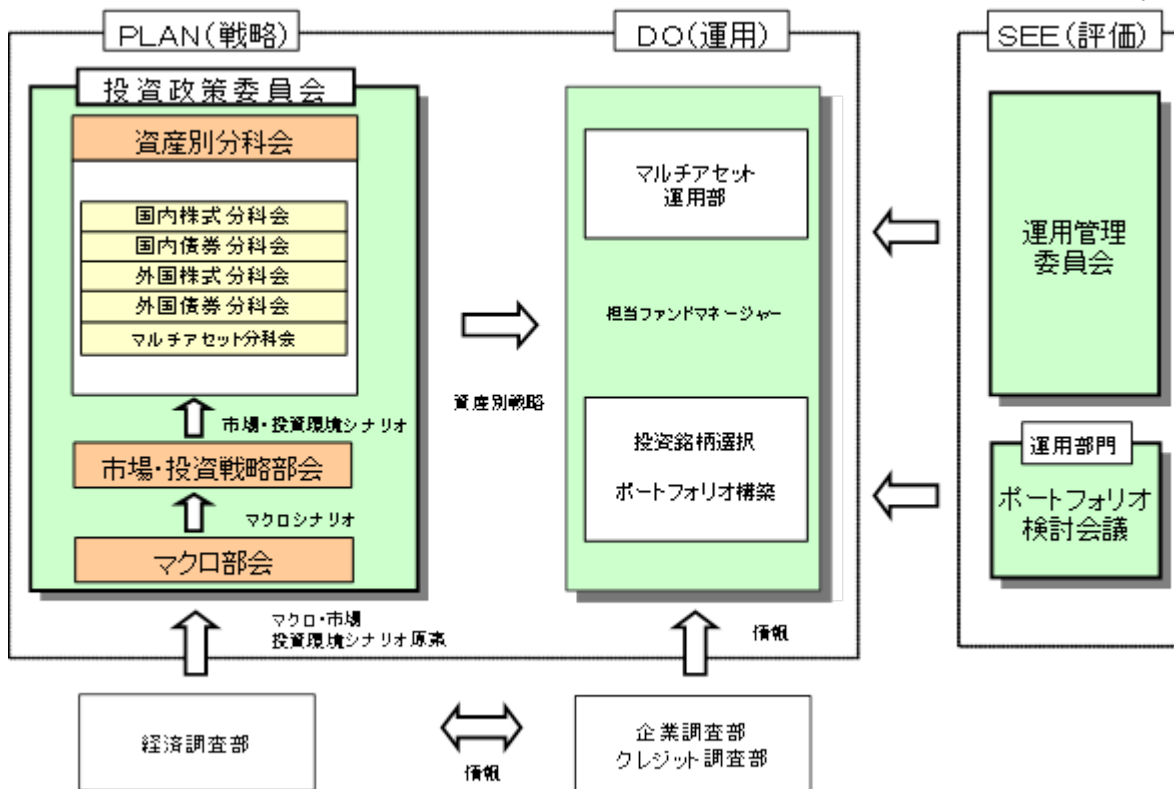 PLAN(戦略)
投資政策委員会
資産別分科会
国内株式分科会
国内債券分科会
外国株式分科会
外国債券分科会
マルチアセット分科会
市場・投資環境シナリオ
市場・投資戦略部会
マクロシナリオ
マクロ部会
マクロ・市場
投資環境シナリオ原案
経済調査部
資産別戦略
情報
DO(運用)
マルチアセット
運用部
担当ファンドマネージャー
投資銘柄選択
ポートフォリオ構築
情報
企業調査部
クレジット調査部
SEE(評価)
運用管理
委員会
運用部門
ポートフォリオ
検討会議